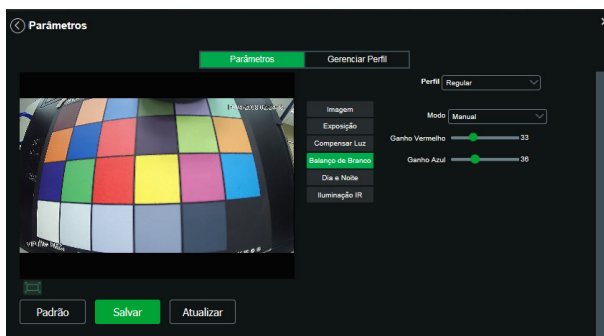 Parâmetros
Parâmetros
Gerenciar Perfil
Perfil Regular
Imagem
Exposição
Compensar Luz
Balanço de Branco
Dia e Noite
Iluminação IR
Modo Manual
Ganho Vermelho 33
Ganho Azul 36
Padrão
Salvar
Atualizar